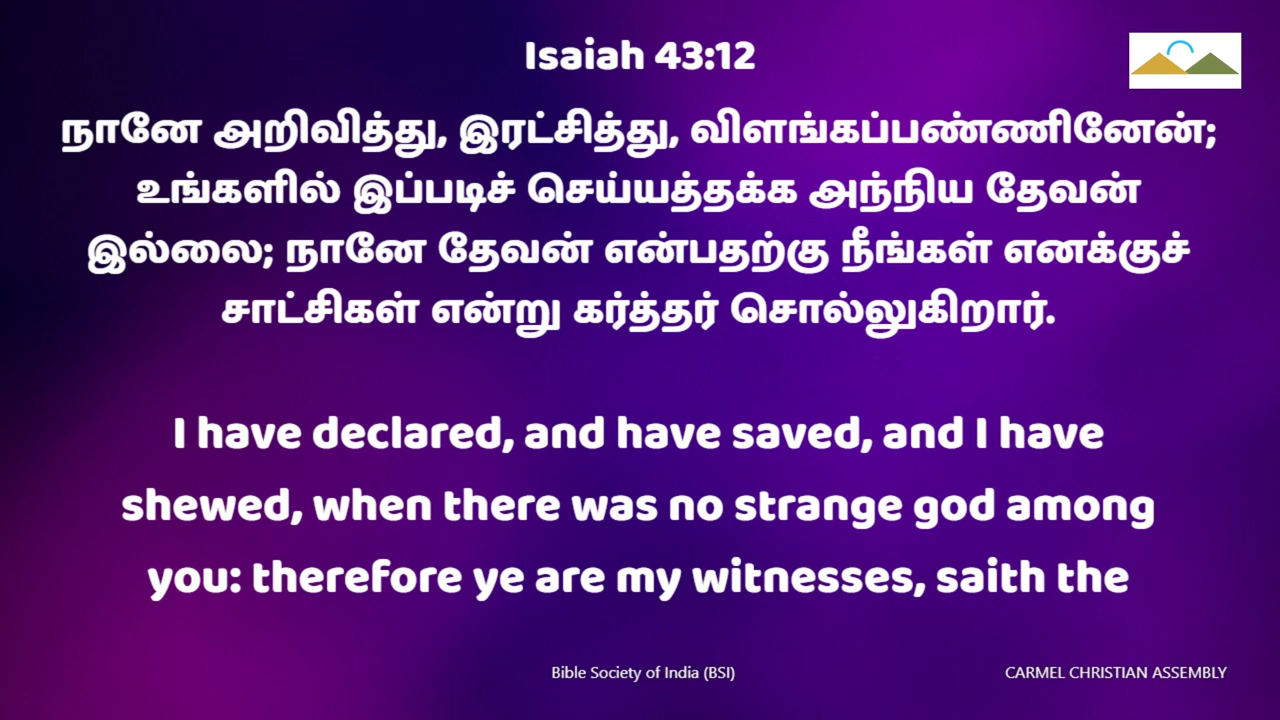 Isaiah 43:12
நானே அறிவித்து, இரட்சித்து, விளங்கப்பண்ணினேன்;
உங்களில் இப்படிச் செய்யத்தக்க அந்நிய தேவன்
இல்லை; நானே தேவன் என்பதற்கு நீங்கள் எனக்குச்
சாட்சிகள் என்று கர்த்தர் சொல்லுகிறார்.
I have declared, and have saved, and I have
shewed, when there was no strange god among
you: therefore ye are my witnesses, saith the
Bible Society of India (BSI)
CARMEL CHRISTIAN ASSEMBLY